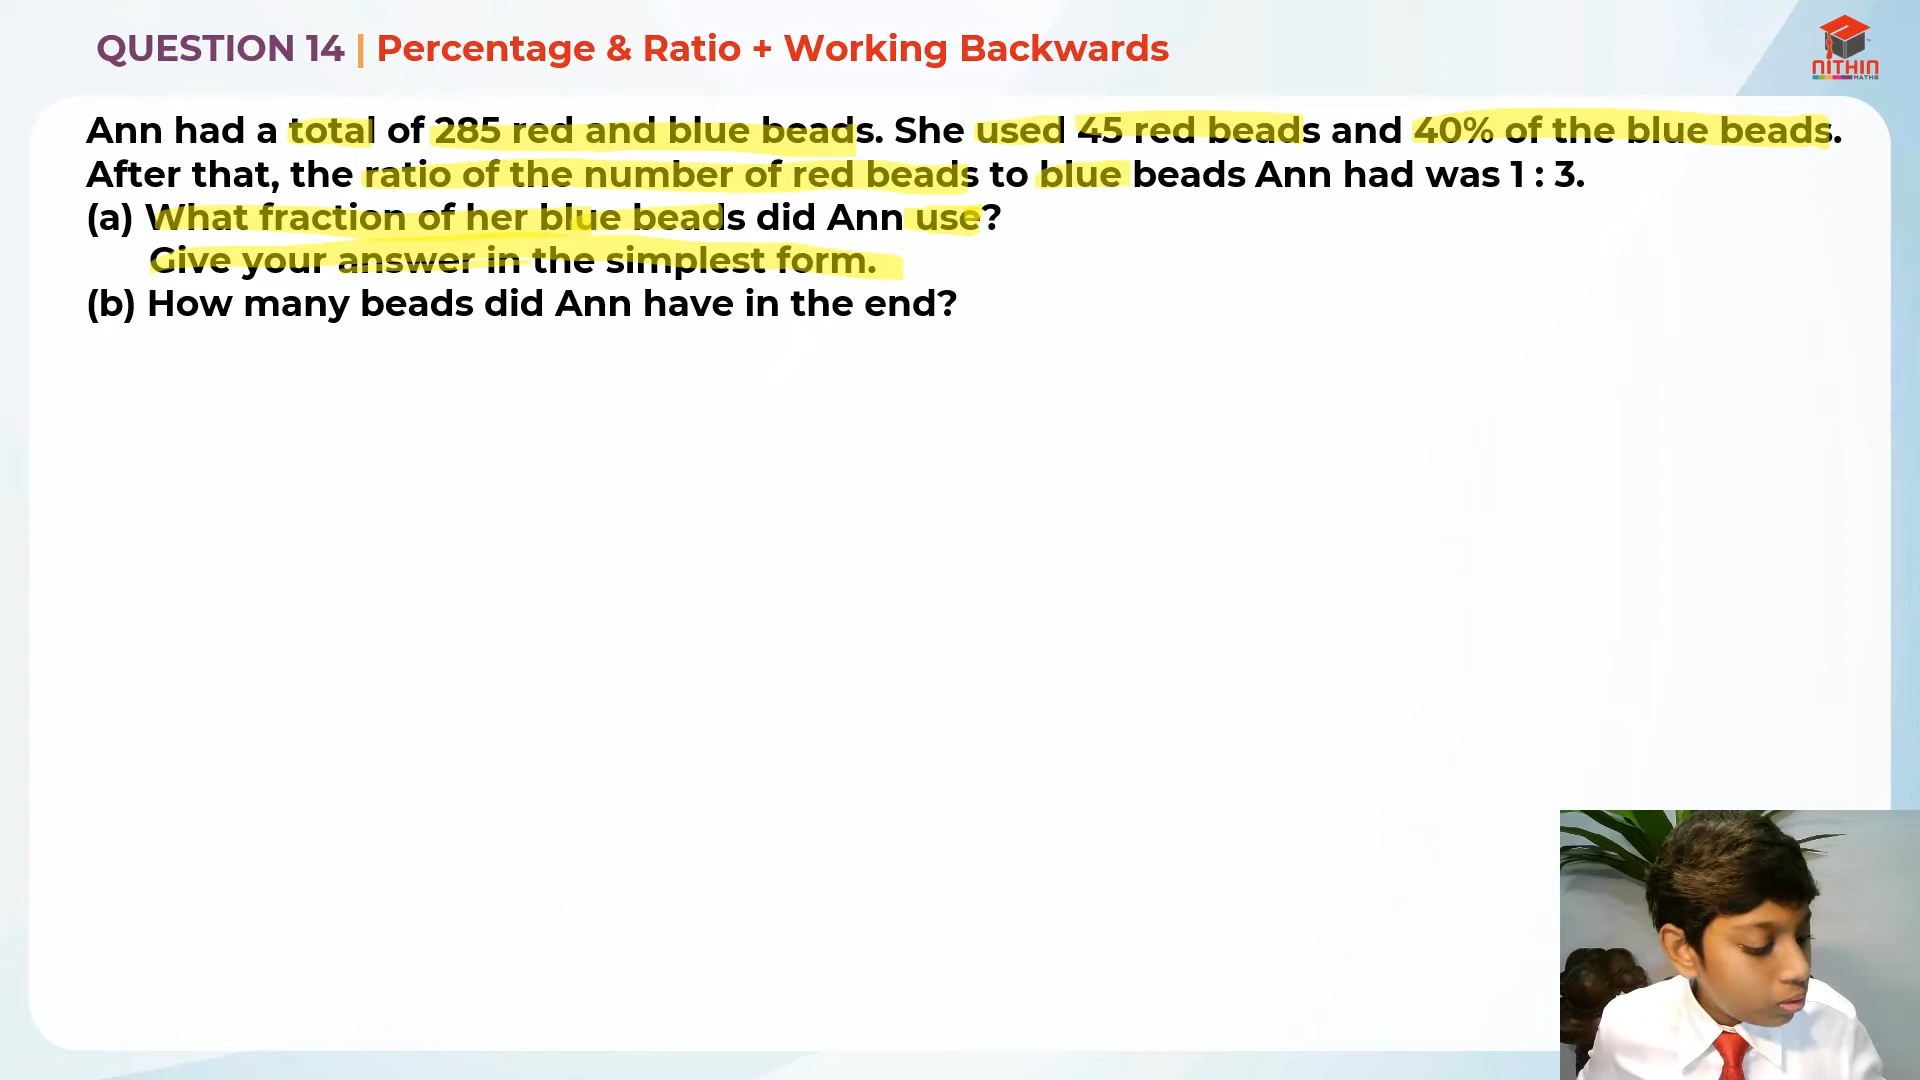 QUESTION 14 | Percentage & Ratio + Working Backwards
NITHIN
MATHS
Ann had a total of 285 red and blue beads. She used 45 red beads and 40% of the blue beads.
After that, the ratio of the number of red beads to blue beads Ann had was 1 : 3.
(a) What fraction of her blue beads did Ann use?
Give your answer in the simplest form.
(b) How many beads did Ann have in the end?